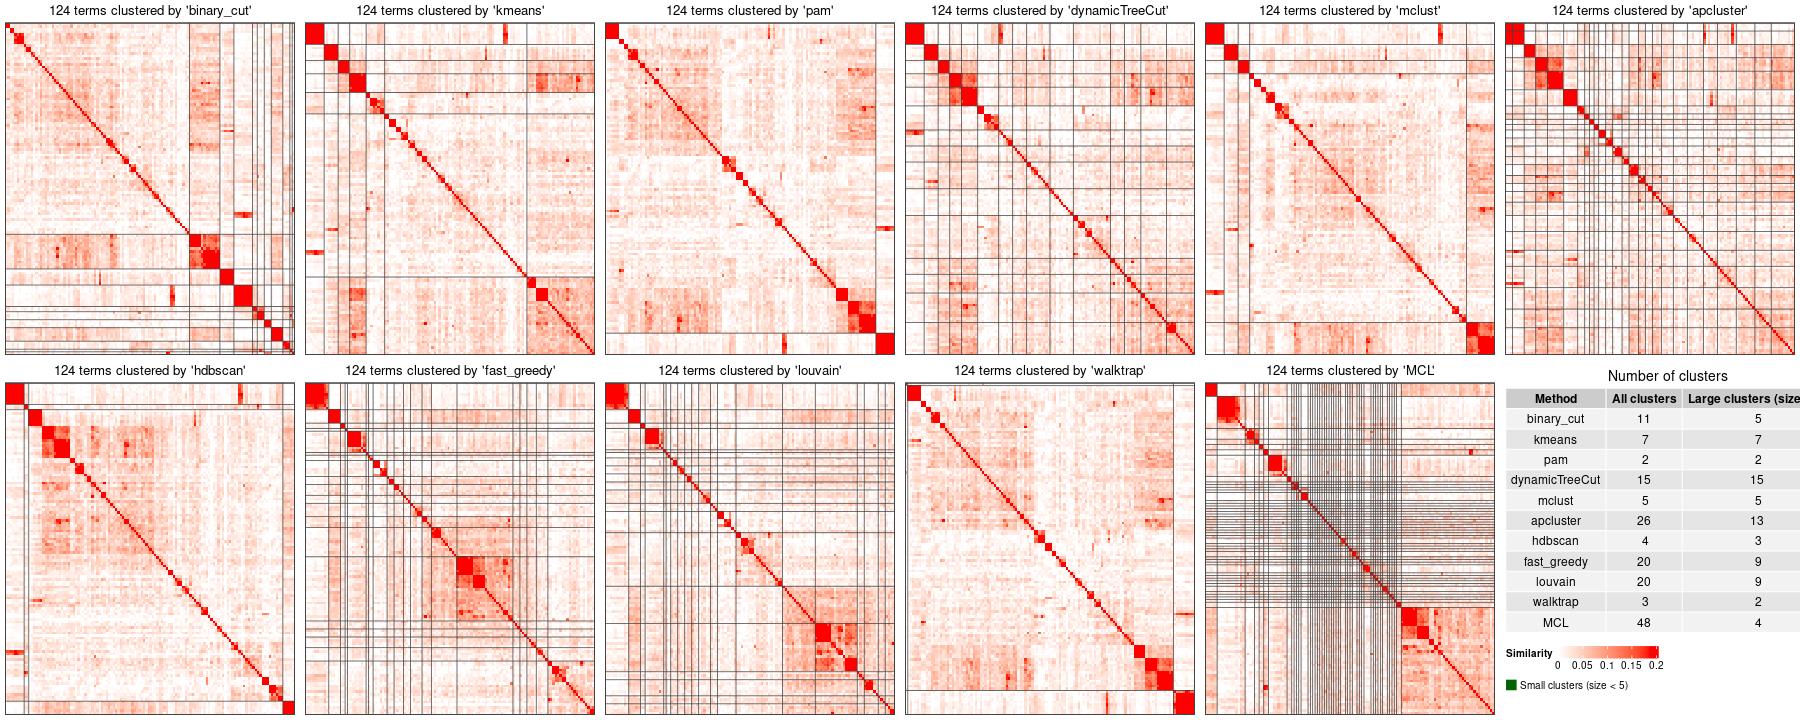 124 terms clustered by 'binary_cut'
124 terms clustered by 'kmeans'
124 terms clustered by 'pam'
124 terms clustered by 'dynamicTreeCut'
124 terms clustered by 'mclust'
124 terms clustered by 'apcluster'
124 terms clustered by 'hdbscan'
124 terms clustered by 'fast_greedy'
124 terms clustered by 'louvain'
124 terms clustered by 'walktrap'
124 terms clustered by 'MCL'
Number of clusters
Method All clusters Large clusters (size
binary_cut 11 5
kmeans 7 7
pam 2 2
dynamicTreeCut 15 15
mclust 5 5
apcluster 26 13
hdbscan 4 3
fast_greedy 20 9
louvain 20 9
walktrap 3 2
MCL 48 4
Similarity
0 0.05 0.1 0.15 0.2
Small clusters (size < 5)